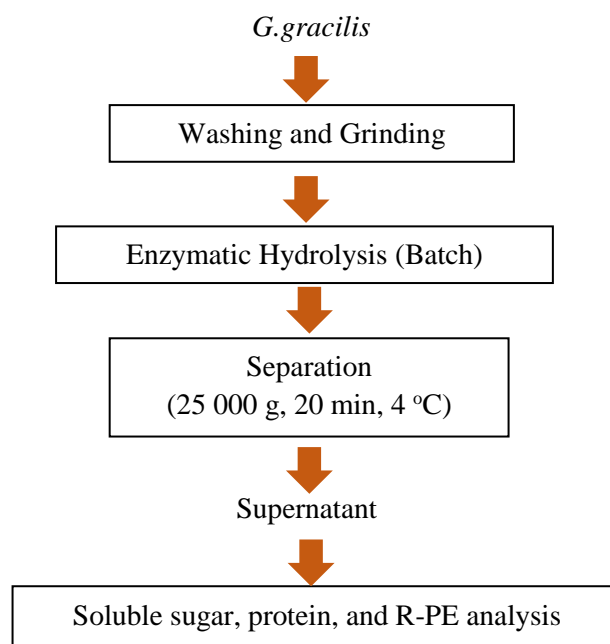 G.gracilis
Washing and Grinding
Enzymatic Hydrolysis (Batch)
Separation
(25 000 g, 20 min, 4 °C)
Supernatant
Soluble sugar, protein, and R-PE analysis